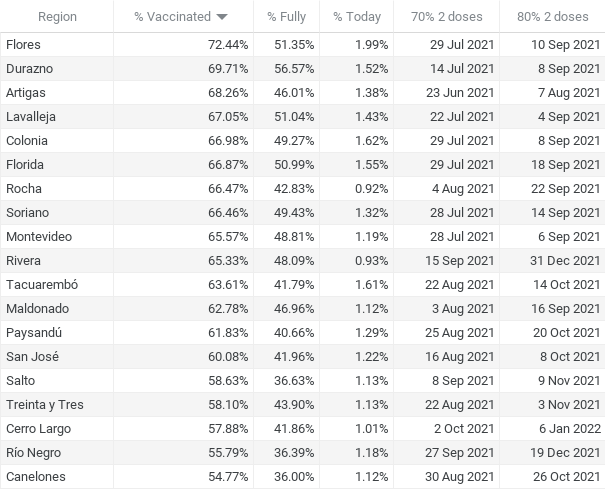 Region % Vaccinated % Fully % Today 70% 2 doses 80% 2 doses
Flores 72.44% 51.35% 1.99% 29 Jul 2021 10 Sep 2021
Durazno 69.71% 56.57% 1.52% 14 Jul 2021 8 Sep 2021
Artigas 68.26% 46.01% 1.38% 23 Jun 2021 7 Aug 2021
Lavalleja 67.05% 51.04% 1.43% 22 Jul 2021 4 Sep 2021
Colonia 66.98% 49.27% 1.62% 29 Jul 2021 8 Sep 2021
Florida 66.87% 50.99% 1.55% 29 Jul 2021 18 Sep 2021
Rocha 66.47% 42.83% 0.92% 4 Aug 2021 22 Sep 2021
Soriano 66.46% 49.43% 1.32% 28 Jul 2021 14 Sep 2021
Montevideo 65.57% 48.81% 1.19% 28 Jul 2021 6 Sep 2021
Rivera 65.33% 48.09% 0.93% 15 Sep 2021 31 Dec 2021
Tacuarembó 63.61% 41.79% 1.61% 22 Aug 2021 14 Oct 2021
Maldonado 62.78% 46.96% 1.12% 3 Aug 2021 16 Sep 2021
Paysandú 61.83% 40.66% 1.29% 25 Aug 2021 20 Oct 2021
San José 60.08% 41.96% 1.22% 16 Aug 2021 8 Oct 2021
Salto 58.63% 36.63% 1.13% 8 Sep 2021 9 Nov 2021
Treinta y Tres 58.10% 43.90% 1.13% 22 Aug 2021 3 Nov 2021
Cerro Largo 57.88% 41.86% 1.01% 2 Oct 2021 6 Jan 2022
Río Negro 55.79% 36.39% 1.18% 27 Sep 2021 19 Dec 2021
Canelones 54.77% 36.00% 1.12% 30 Aug 2021 26 Oct 2021